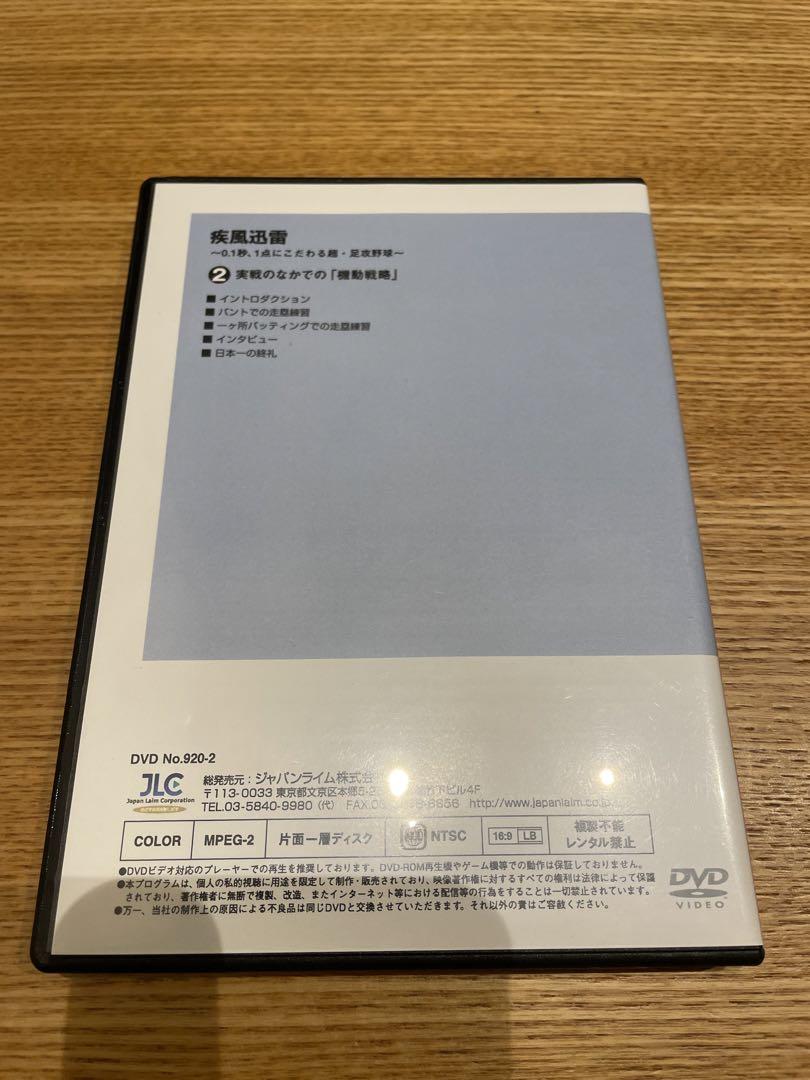 疾風迅雷
〜0.1秒、1点にこだわる超・足攻野球〜
2 実戦のなかでの「機動戦略」
■ イントロダクション
■ バントでの走塁練習
■ 一ヶ所バッティングでの走塁練習
■ インタビュー
■ 日本一の終礼
DVD No.920-2
JLC
Japan Laim Corporation
総発売元:ジャパンライム株式会
〒113-0033 東京都文京区本郷5-2 下ビル4F
TEL.03-5840-9980(代) FAX.03 8656 http://www.japanlaim.co.jp
COLOR MPEG-2 片面一層ディスク NTSC 16:9 LB 複製不能 レンタル禁止
●DVDビデオ対応のプレーヤーでの再生を推奨しております。DVD-ROM再生機やゲーム機等での動作は保証しておりません。
●本プログラムは、個人の私的視聴に用途を限定して制作・販売されており、映像著作権に対するすべての権利は法律によって保護
されており、著作権者に無断で複製、改造、またインターネット等における配信等の行為をすることは一切禁止されています。
●万一、当社の制作上の原因による不良品は同じDVDと交換させていただきます。それ以外の責はご容赦ください。
DVD
VIDEO